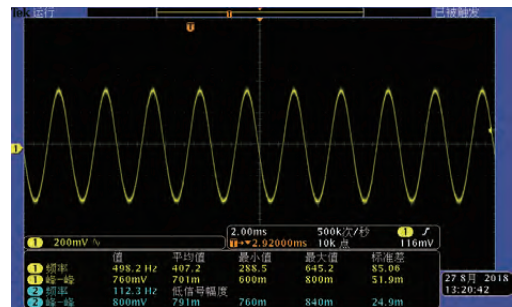 Tek 运行
已被触发
T
T
1
1 200mV
2.00ms
500k次/秒
1
T→▼2.92000ms
10k 点
116mV
值 平均值 最小值 最大值 标准差
1 频率 498.2 Hz 407.2 288.5 645.2 85.06
1 峰-峰 760mV 701m 600m 800m 51.9m
2 频率 112.3 Hz 低信号幅度
2 峰-峰 800mV 791m 760m 840m 24.9m
27 8月 2018
13:20:42